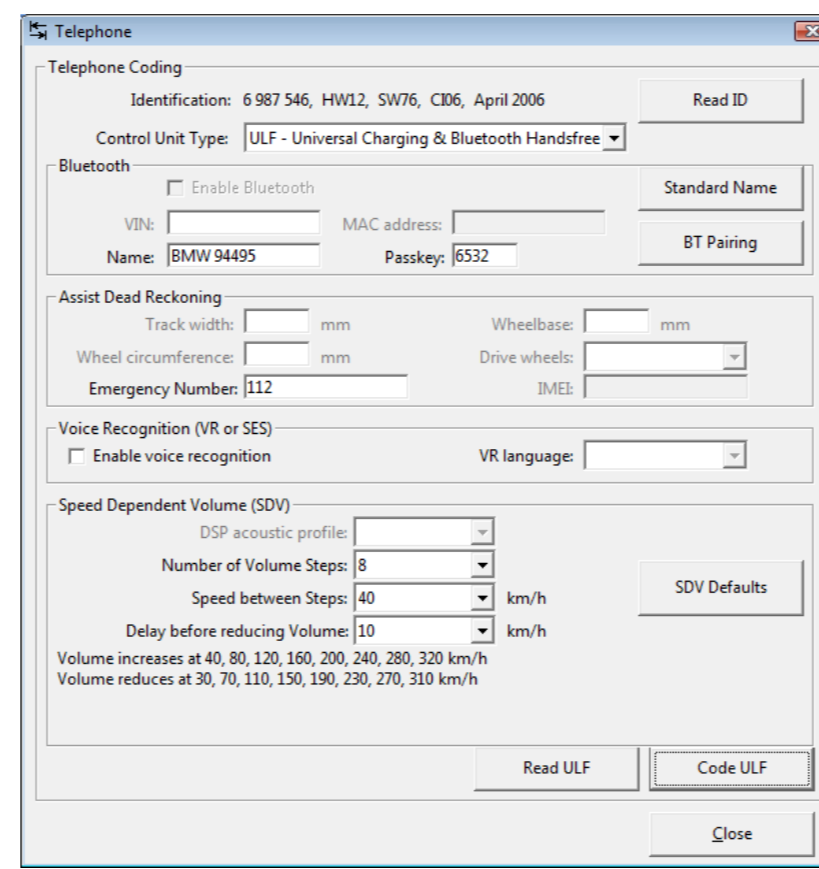 Telephone
Telephone Coding
Identification: 6 987 546, HW12, SW76, CI06, April 2006 Read ID
Control Unit Type: ULF - Universal Charging & Bluetooth Handsfree
Bluetooth
Enable Bluetooth Standard Name
VIN: MAC address:
Name: BMW 94495 Passkey: 6532 BT Pairing
Assist Dead Reckoning
Track width: mm Wheelbase: mm
Wheel circumference: mm Drive wheels:
Emergency Number: 112 IMEI:
Voice Recognition (VR or SES)
Enable voice recognition VR language:
Speed Dependent Volume (SDV)
DSP acoustic profile:
Number of Volume Steps: 8
Speed between Steps: 40 km/h SDV Defaults
Delay before reducing Volume: 10 km/h
Volume increases at 40, 80, 120, 160, 200, 240, 280, 320 km/h
Volume reduces at 30, 70, 110, 150, 190, 230, 270, 310 km/h
Read ULF Code ULF
Close